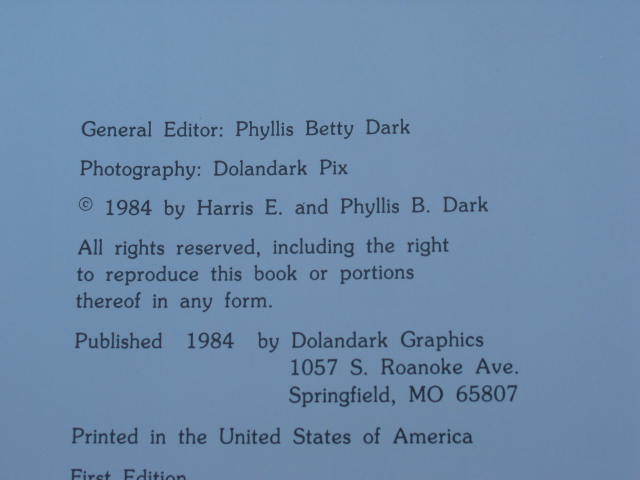 General Editor: Phyllis Betty Dark
Photography: Dolandark Pix
© 1984 by Harris E. and Phyllis B. Dark
All rights reserved, including the right
to reproduce this book or portions
thereof in any form.
Published 1984 by Dolandark Graphics
1057 S. Roanoke Ave.
Springfield, MO 65807
Printed in the United States of America
First Edition